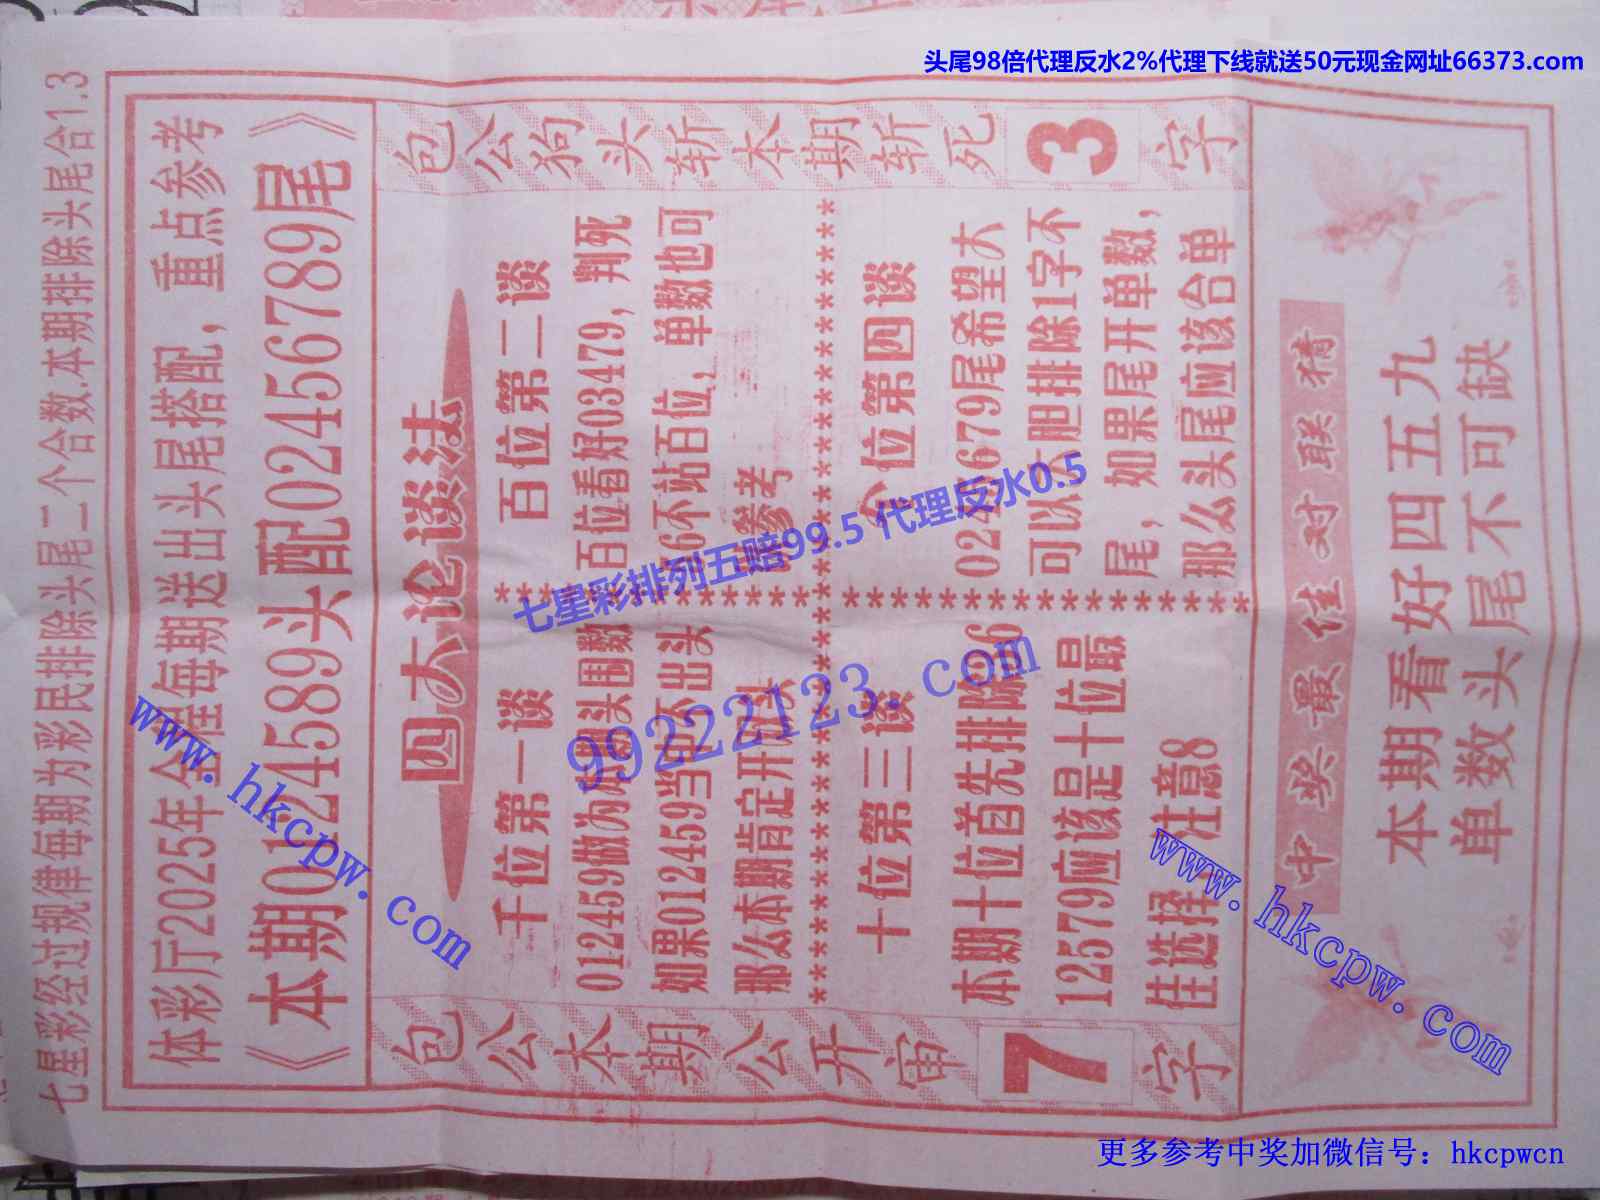 头尾98倍代理反水2%代理下线就送50元现金网址66373.com
七星彩经过规律每期为彩民排除头尾二个合数.本期排除头尾合1.3
体彩厅2025年全程每期送出头尾搭配，重点参考
《本期0124589头配02456789尾》
包公本期公开审7字
四大论谈法
千位第一谈
012459做为本期头围数
如果012459当中不出头
那么本期肯定开双头
百位第二谈
百位看好03479，判死
56不站百位，单数也可
做参考
****************************
十位第三谈
本期十位首先排除06
12579应该是十位最
佳选择，注意8
个位第四谈
0245679尾希望大
可以大胆排除1字不
尾，如果尾开单数，
那么头尾应该合单
包公狗头斩本期斩死3字
中奖最佳对联猜
本期看好四五九
单数头尾不可缺
www.hkcpw.com
七星彩排列五赔99.5 代理反水0.5
99222123.com
www.hkcpw.com
更多参考中奖加微信号：hkcpwcn